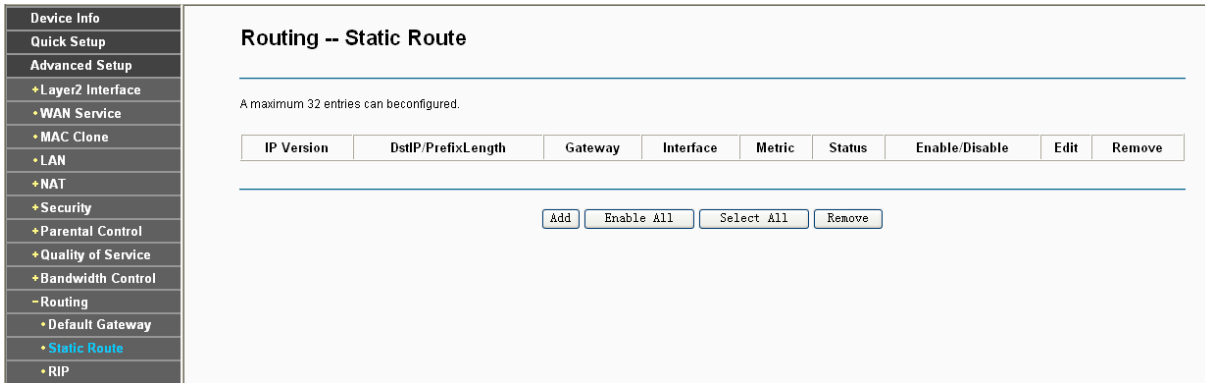 Device Info
Quick Setup
Advanced Setup
+Layer2 Interface
•WAN Service
•MAC Clone
•LAN
+NAT
+Security
+Parental Control
+Quality of Service
+Bandwidth Control
−Routing
•Default Gateway
•Static Route
•RIP
Routing -- Static Route
A maximum 32 entries can beconfigured.
IP Version DstIP/PrefixLength Gateway Interface Metric Status Enable/Disable Edit Remove
Add Enable All Select All Remove